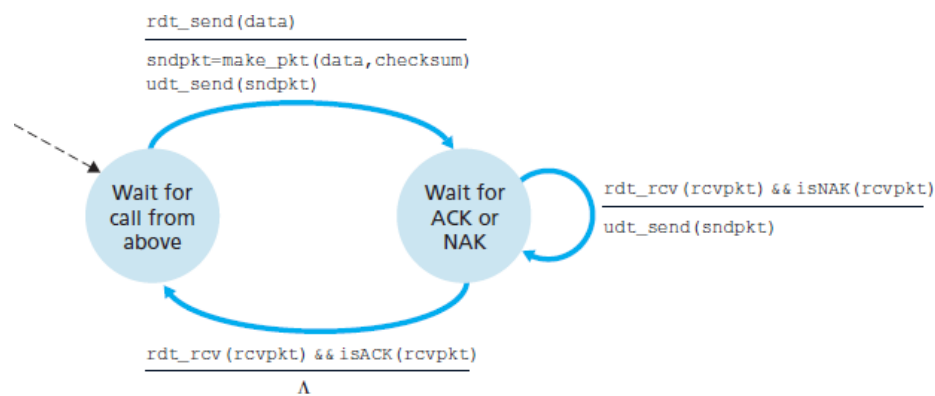 rdt_send(data)
sndpkt=make_pkt(data,checksum)
udt_send(sndpkt)
Wait for
call from
above
Wait for
ACK or
NAK
rdt_rcv(rcvpkt) && isNAK(rcvpkt)
udt_send(sndpkt)
rdt_rcv(rcvpkt) && isACK(rcvpkt)
Λ